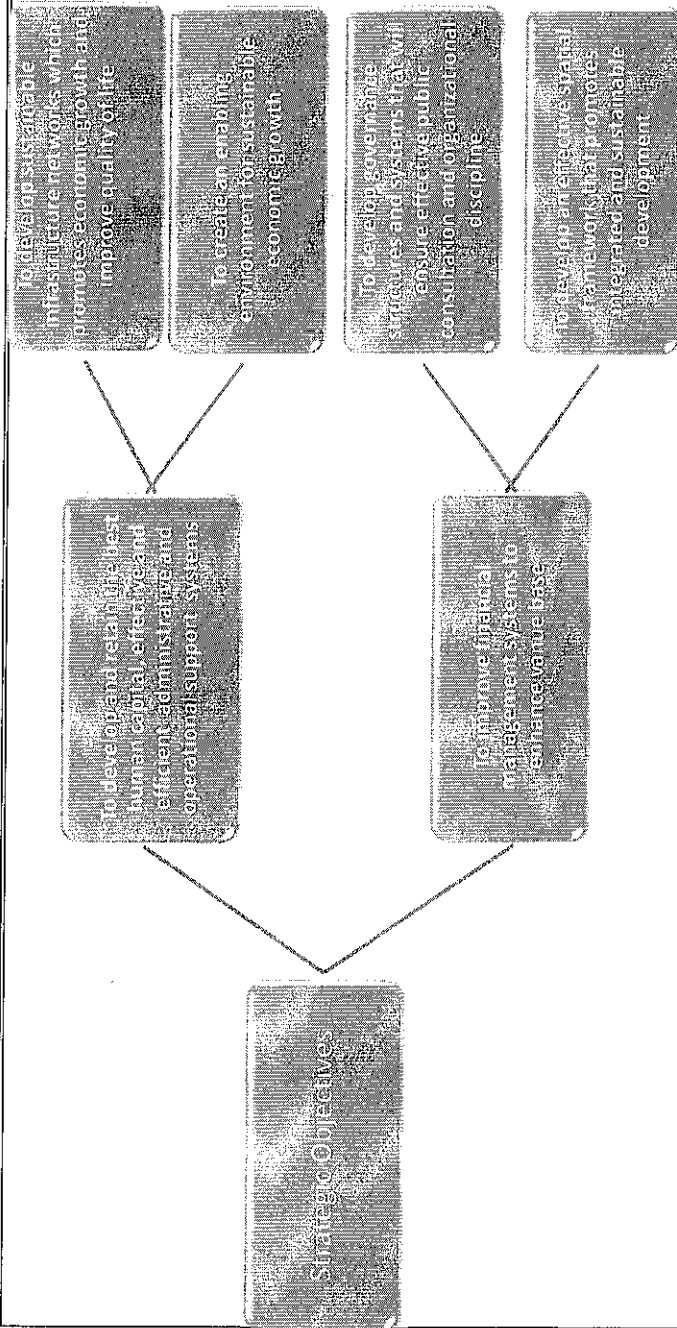 Strategic Objectives
To develop and retain the best
human capital, effective and
efficient administrative and
operational support systems
To improve financial
management systems to
enhance venue base
To develop sustainable
infrastructure networks which
promotes economic growth and
improve quality of life
To create an enabling
environment for sustainable
economic growth
To develop governance
structures and systems that will
ensure effective public
consultation and organizational
discipline
To develop an effective spatial
frameworks that promotes
integrated and sustainable
development